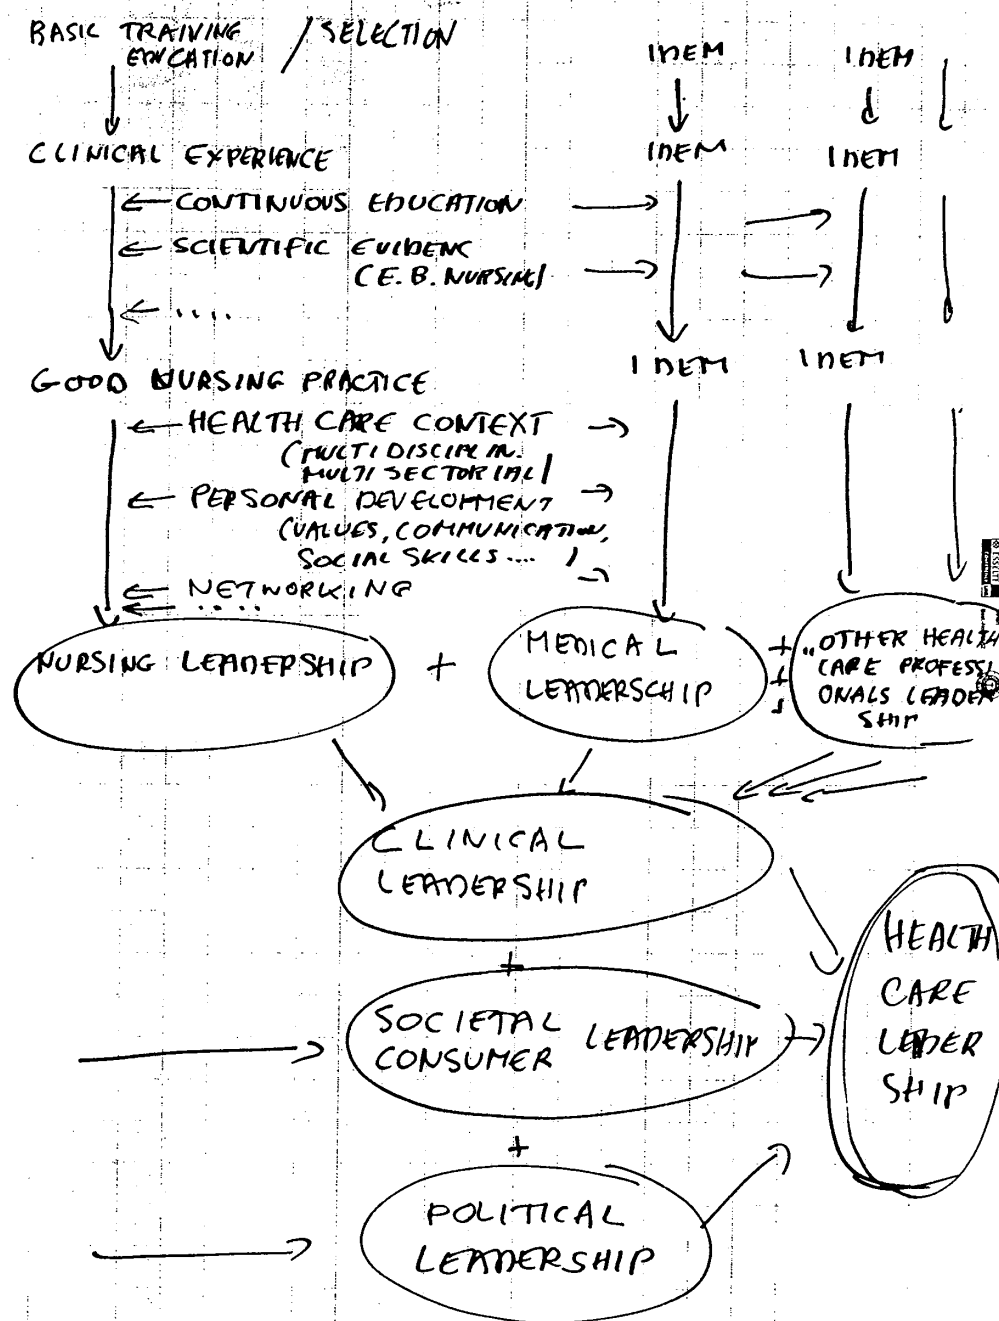 BASIC TRAINING / SELECTION
EDUCATION
IDEM IDEM
CLINICAL EXPERIENCE
IDEM IDEM
CONTINUOUS EDUCATION
SCIENTIFIC EVIDENC
(E.B. NURSING)
....
GOOD NURSING PRACTICE
IDEM IDEM
HEALTH CARE CONTEXT
(MULTIDISCIPLIN.
MULTI SECTORIAL)
PERSONAL DEVELOPMENT
(VALUES, COMMUNICATION,
SOCIAL SKILLS.... )
NETWORKING
....
NURSING LEADERSHIP
+
MEDICAL
LEADERSCHIP
+
+
+
„OTHER HEALTH
CARE PROFESSI
ONALS LEADER
SHIP
CLINICAL
LEADERSHIP
+
SOCIETAL
CONSUMER LEADERSHIP
+
POLITICAL
LEADERSHIP
HEALTH
CARE
LEADER
SHIP